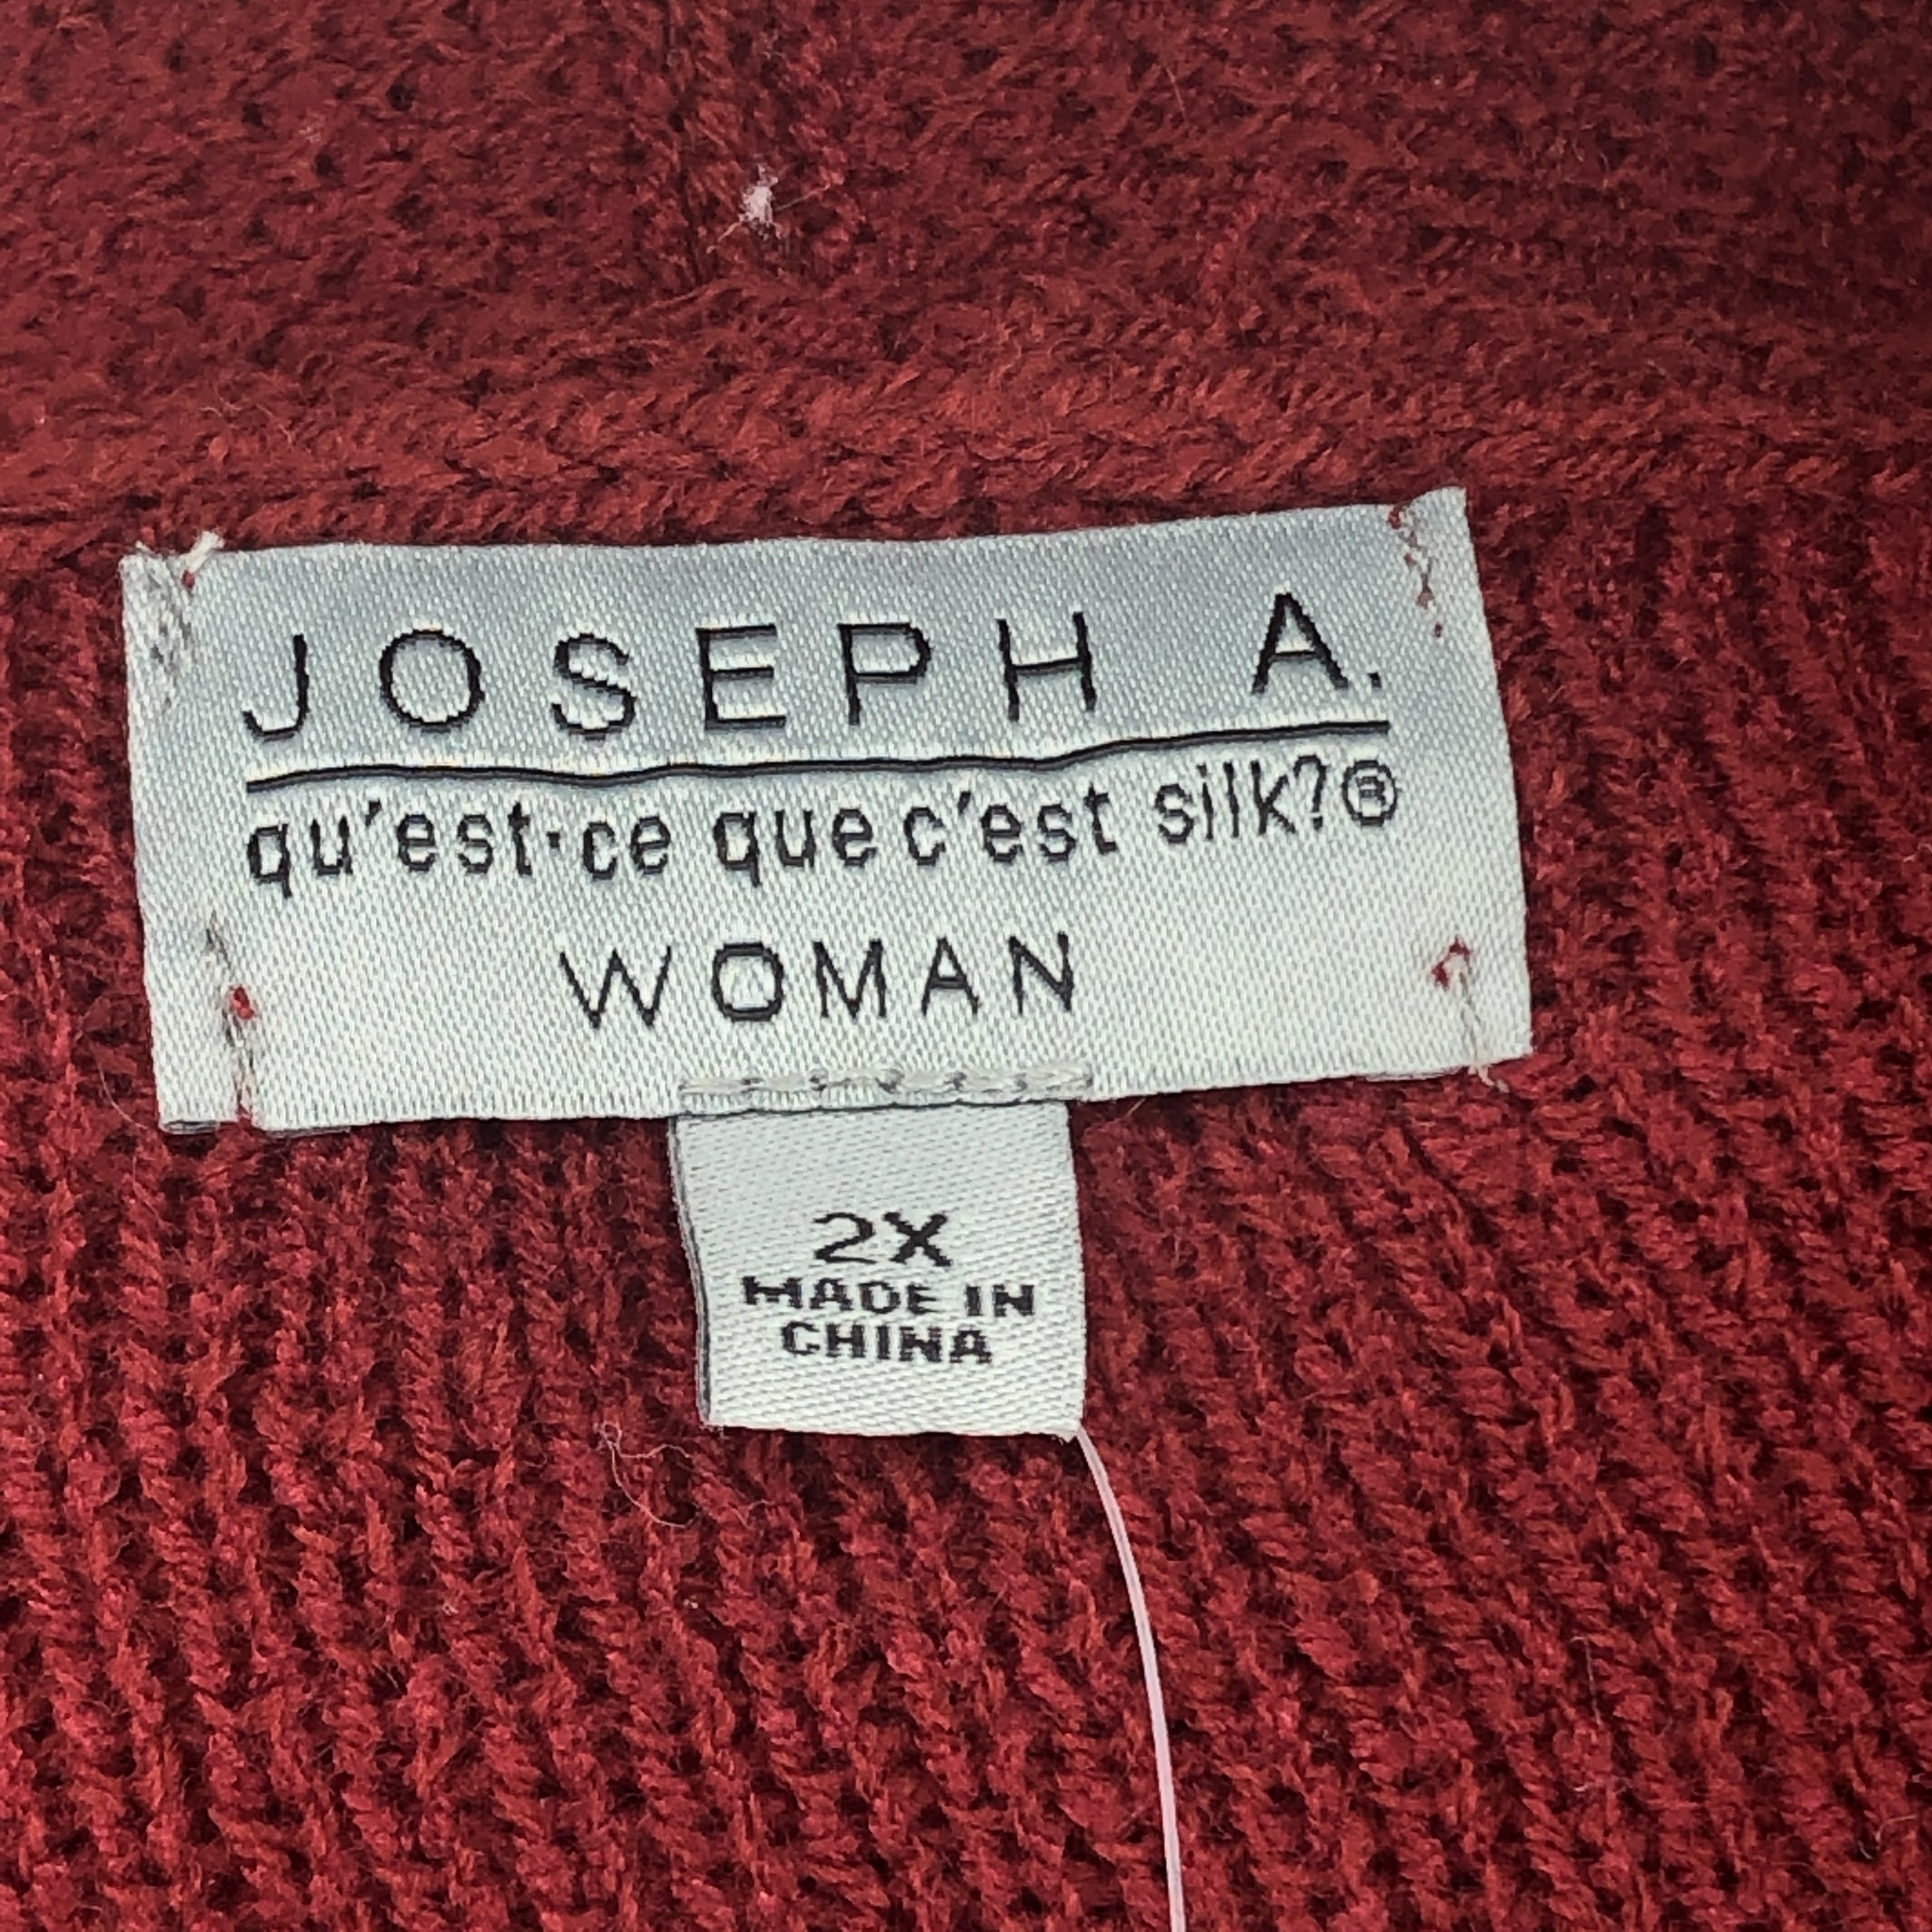 JOSEPH A.
qu'est-ce que c'est silk?®
WOMAN
2X
MADE IN
CHINA